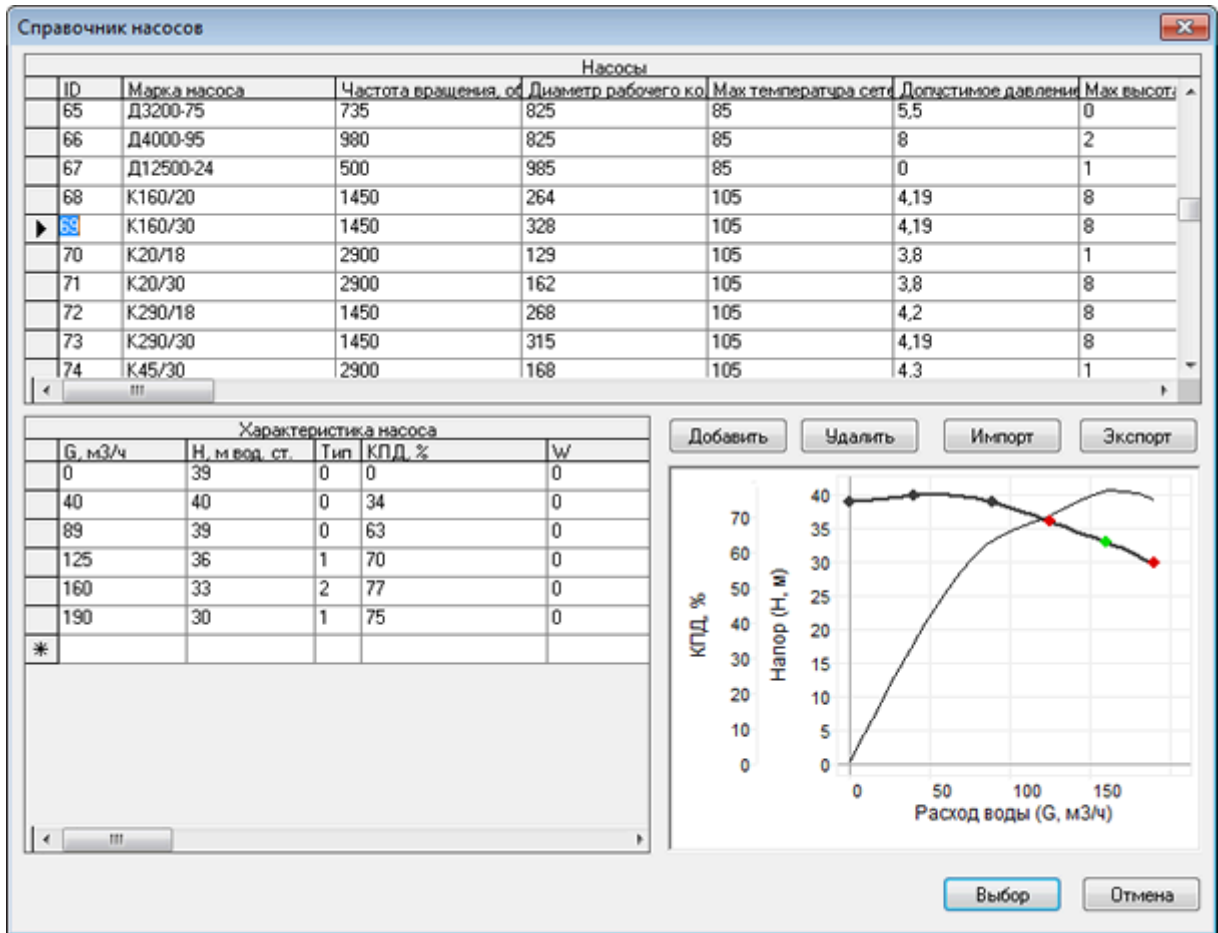 Справочник насосов
Насосы
ID Марка насоса Частота вращения, об Диаметр рабочего ко Мах температура сете Допустимое давление Мах высота
65 Д3200-75 735 825 85 5,5 0
66 Д4000-95 980 825 85 8 2
67 Д12500-24 500 985 85 0 1
68 К160/20 1450 264 105 4,19 8
69 К160/30 1450 328 105 4,19 8
70 К20/18 2900 129 105 3,8 1
71 К20/30 2900 162 105 3,8 8
72 К290/18 1450 268 105 4,2 8
73 К290/30 1450 315 105 4,19 8
74 К45/30 2900 168 105 4,3 1
Характеристика насоса
G, м3/ч Н, м вод. ст. Тип КПД, % W
0 39 0 0 0
40 40 0 34 0
89 39 0 63 0
125 36 1 70 0
160 33 2 77 0
190 30 1 75 0
Добавить Удалить Импорт Экспорт
КПД, %
70
60
50
40
30
20
10
0
Напор (Н, м)
40
35
30
25
20
15
10
5
0
0 50 100 150
Расход воды (G, м3/ч)
Выбор Отмена